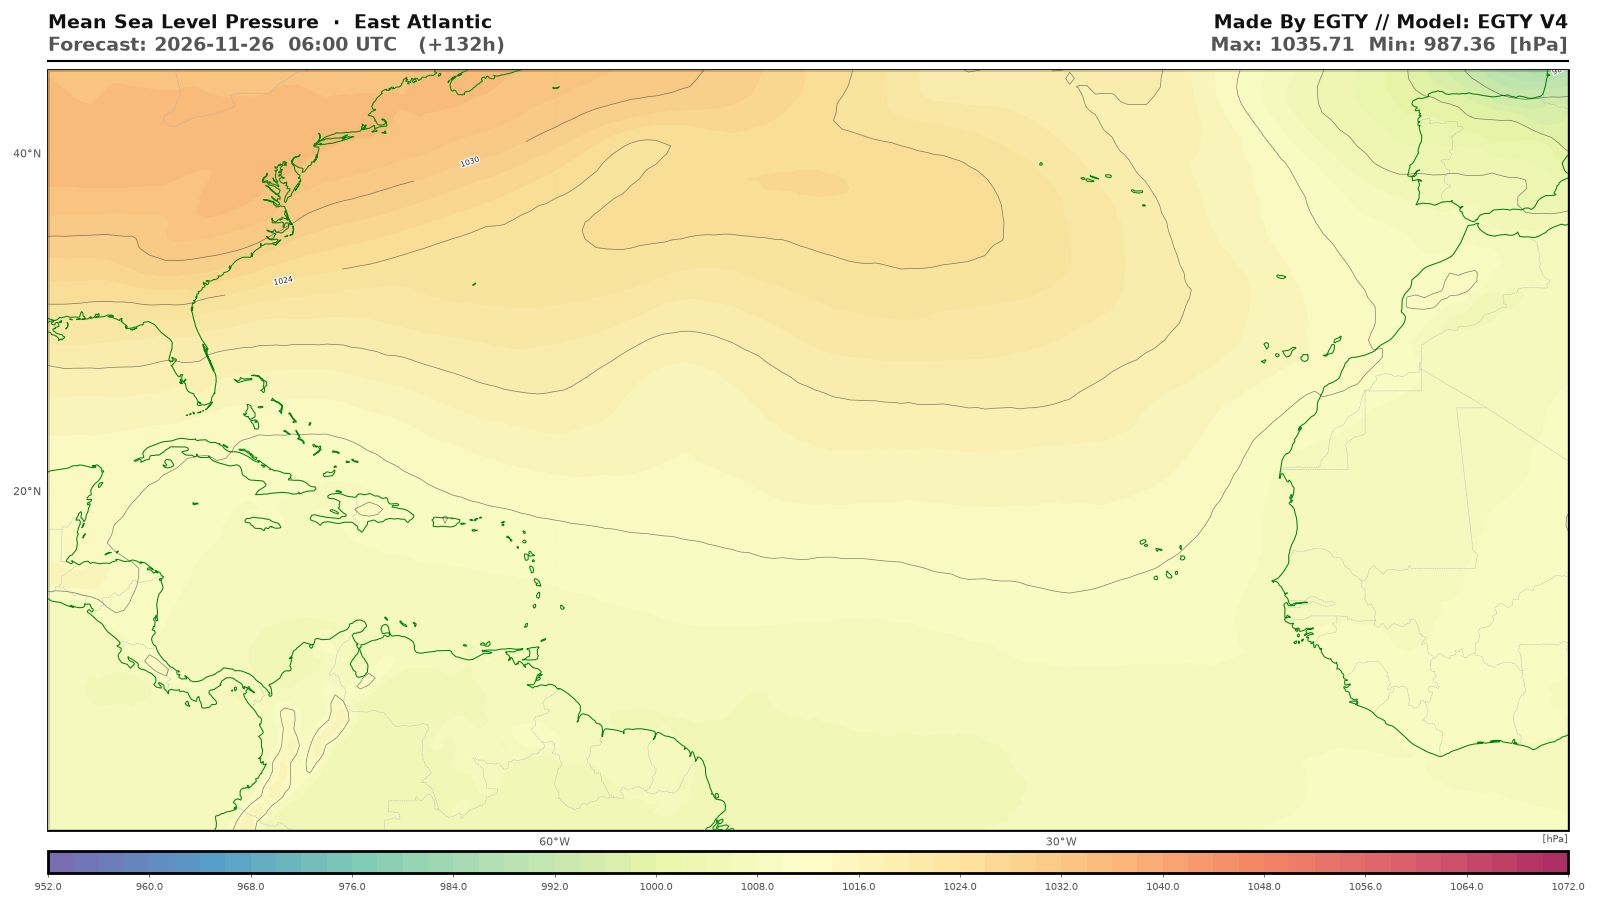 Mean Sea Level Pressure · East Atlantic
Made By EGTY // Model: EGTY V4
Forecast: 2026-11-26 06:00 UTC (+132h)
Max: 1035.71 Min: 987.36 [hPa]
40°N
1030
1024
20°N
60°W
30°W
[hPa]
952.0 960.0 968.0 976.0 984.0 992.0 1000.0 1008.0 1016.0 1024.0 1032.0 1040.0 1048.0 1056.0 1064.0 1072.0